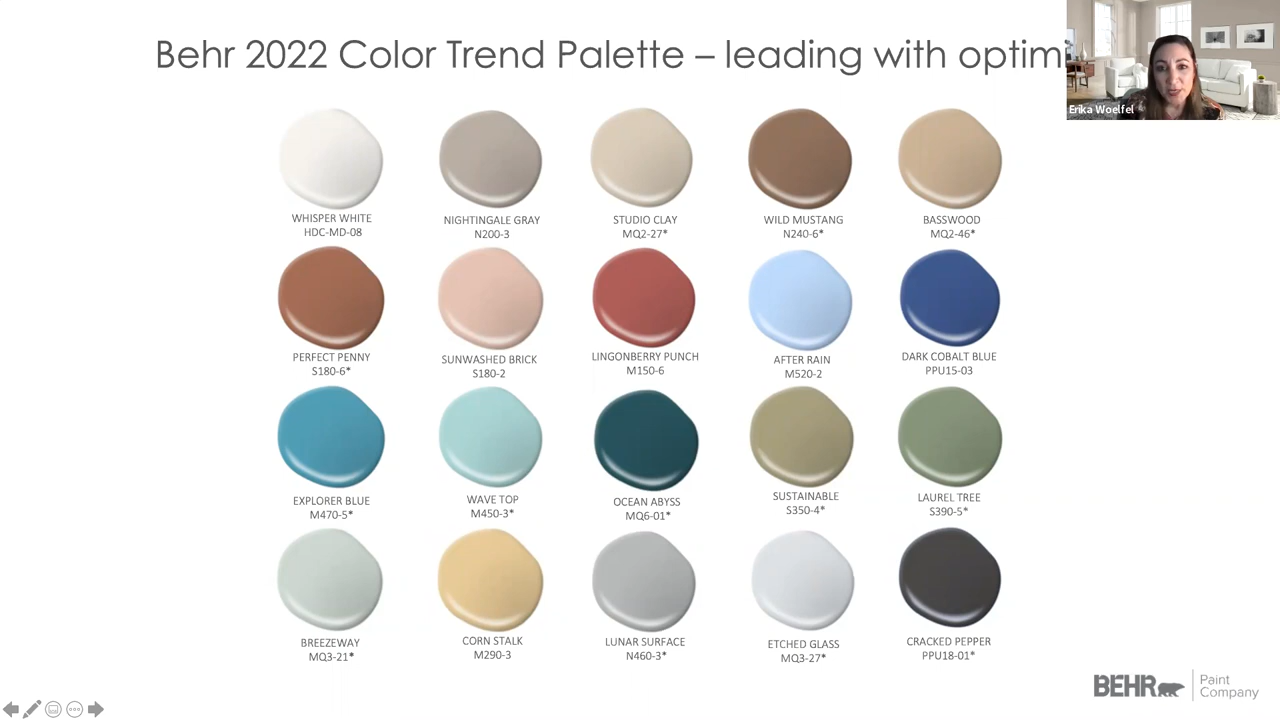 Behr 2022 Color Trend Palette – leading with optim
Erika Woelfel
WHISPER WHITE
HDC-MD-08
NIGHTINGALE GRAY
N200-3
STUDIO CLAY
MQ2-27*
WILD MUSTANG
N240-6*
BASSWOOD
MQ2-46*
PERFECT PENNY
S180-6*
SUNWASHED BRICK
S180-2
LINGONBERRY PUNCH
M150-6
AFTER RAIN
M520-2
DARK COBALT BLUE
PPU15-03
EXPLORER BLUE
M470-5*
WAVE TOP
M450-3*
OCEAN ABYSS
MQ6-01*
SUSTAINABLE
S350-4*
LAUREL TREE
S390-5*
BREEZEWAY
MQ3-21*
CORN STALK
M290-3
LUNAR SURFACE
N460-3*
ETCHED GLASS
MQ3-27*
CRACKED PEPPER
PPU18-01*
BEHR
Paint
Company